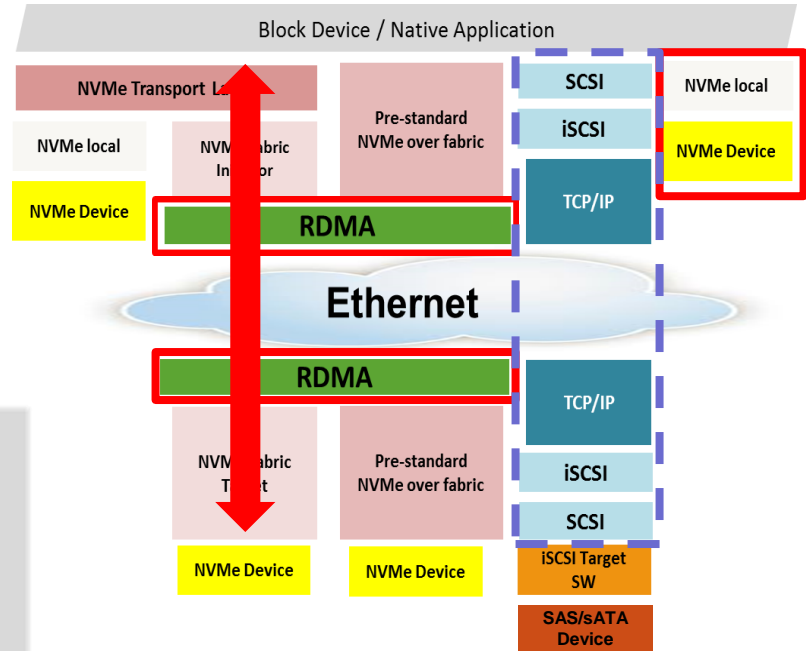 Block Device / Native Application
NVMe Transport
NVMe local
NVMe Device
Pre-standard
NVMe over fabric
SCSI
iSCSI
TCP/IP
NVMe local
NVMe Device
RDMA
Ethernet
RDMA
Pre-standard
NVMe over fabric
TCP/IP
iSCSI
SCSI
NVMe Device
NVMe Device
iSCSI Target
SW
SAS/sATA
Device